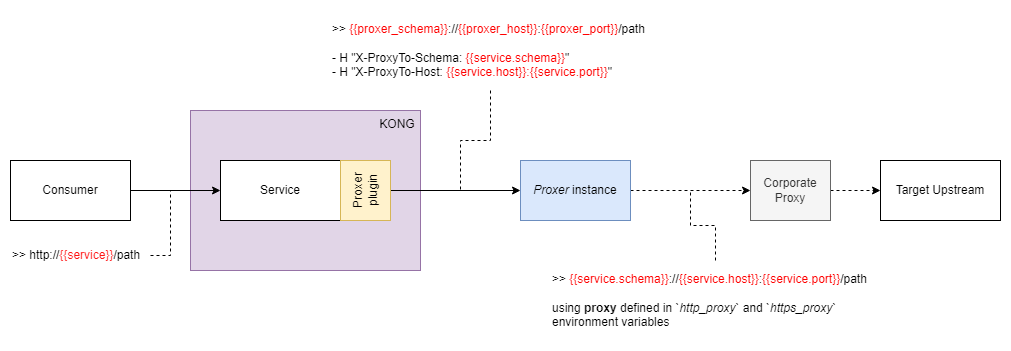 >> {{proxer_schema}}://{{proxer_host}}:{{proxer_port}}/path
- H "X-ProxyTo-Schema: {{service.schema}}"
- H "X-ProxyTo-Host: {{service.host}}:{{service.port}}"
KONG
Consumer
Service
Proxer
plugin
Proxer instance
Corporate
Proxy
Target Upstream
>> http://{{service}}/path
>> {{service.schema}}://{{service.host}}:{{service.port}}/path
using proxy defined in `http_proxy` and `https_proxy`
environment variables